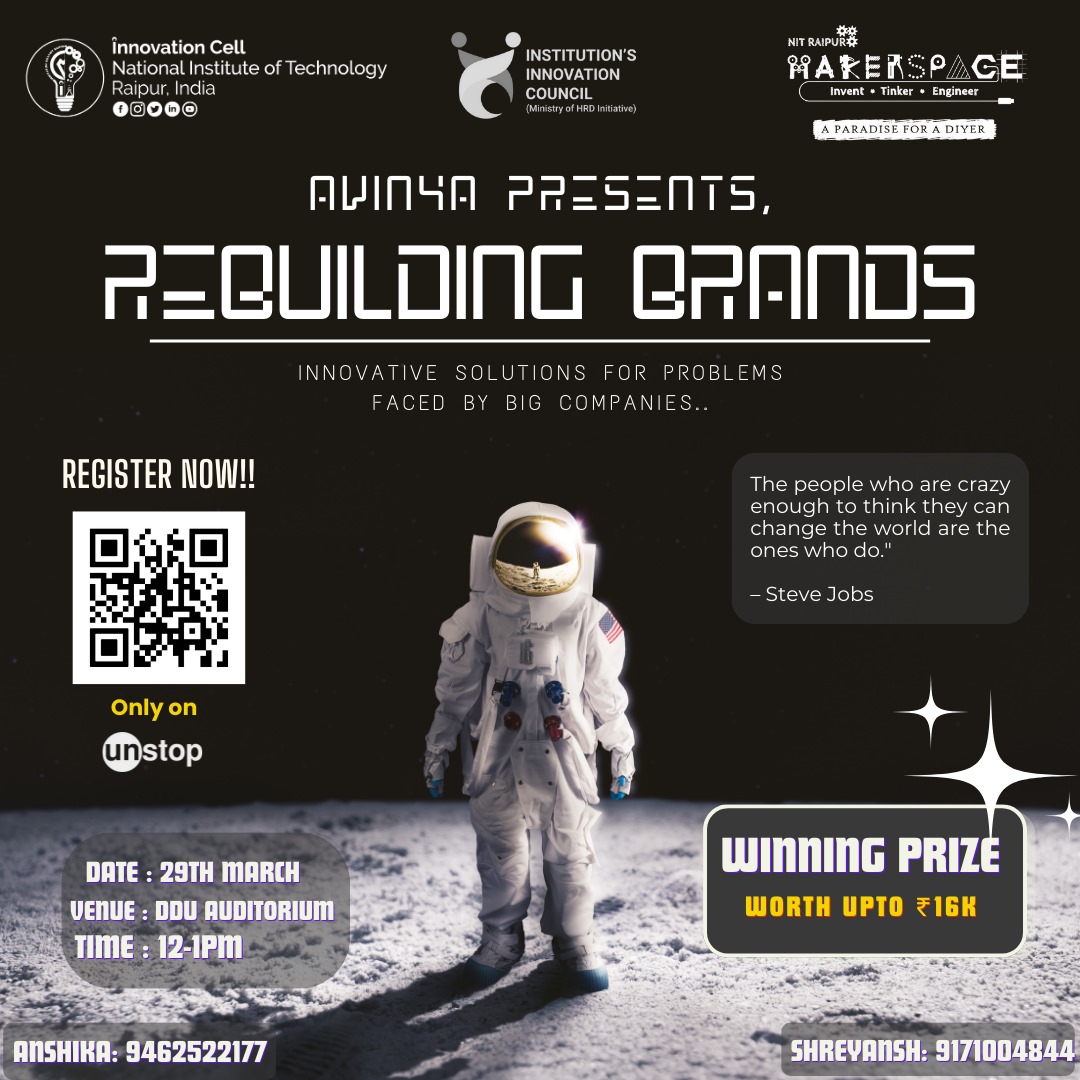 innovation Cell
National Institute of Technology
Raipur, India
INSTITUTION'S
INNOVATION
COUNCIL
(Ministry of HRD Initiative)
NIT RAIPUR
MAKERSPACE
Invent • Tinker • Engineer
A PARADISE FOR A DIYER
AVINYA PRESENTS,
REBUILDING BRANDS
INNOVATIVE SOLUTIONS FOR PROBLEMS
FACED BY BIG COMPANIES..
REGISTER NOW!!
Only on
unstop
The people who are crazy
enough to think they can
change the world are the
ones who do."
– Steve Jobs
DATE : 29TH MARCH
VENUE : DDU AUDITORIUM
TIME : 12-1PM
WINNING PRIZE
WORTH UPTO ₹16K
ANSHIKA: 9462522177
SHREYANSH: 9171004844